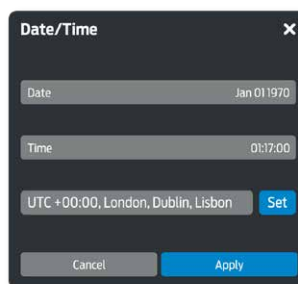 Date/Time
Date Jan 01 1970
Time 01:17:00
UTC +00:00, London, Dublin, Lisbon Set
Cancel Apply